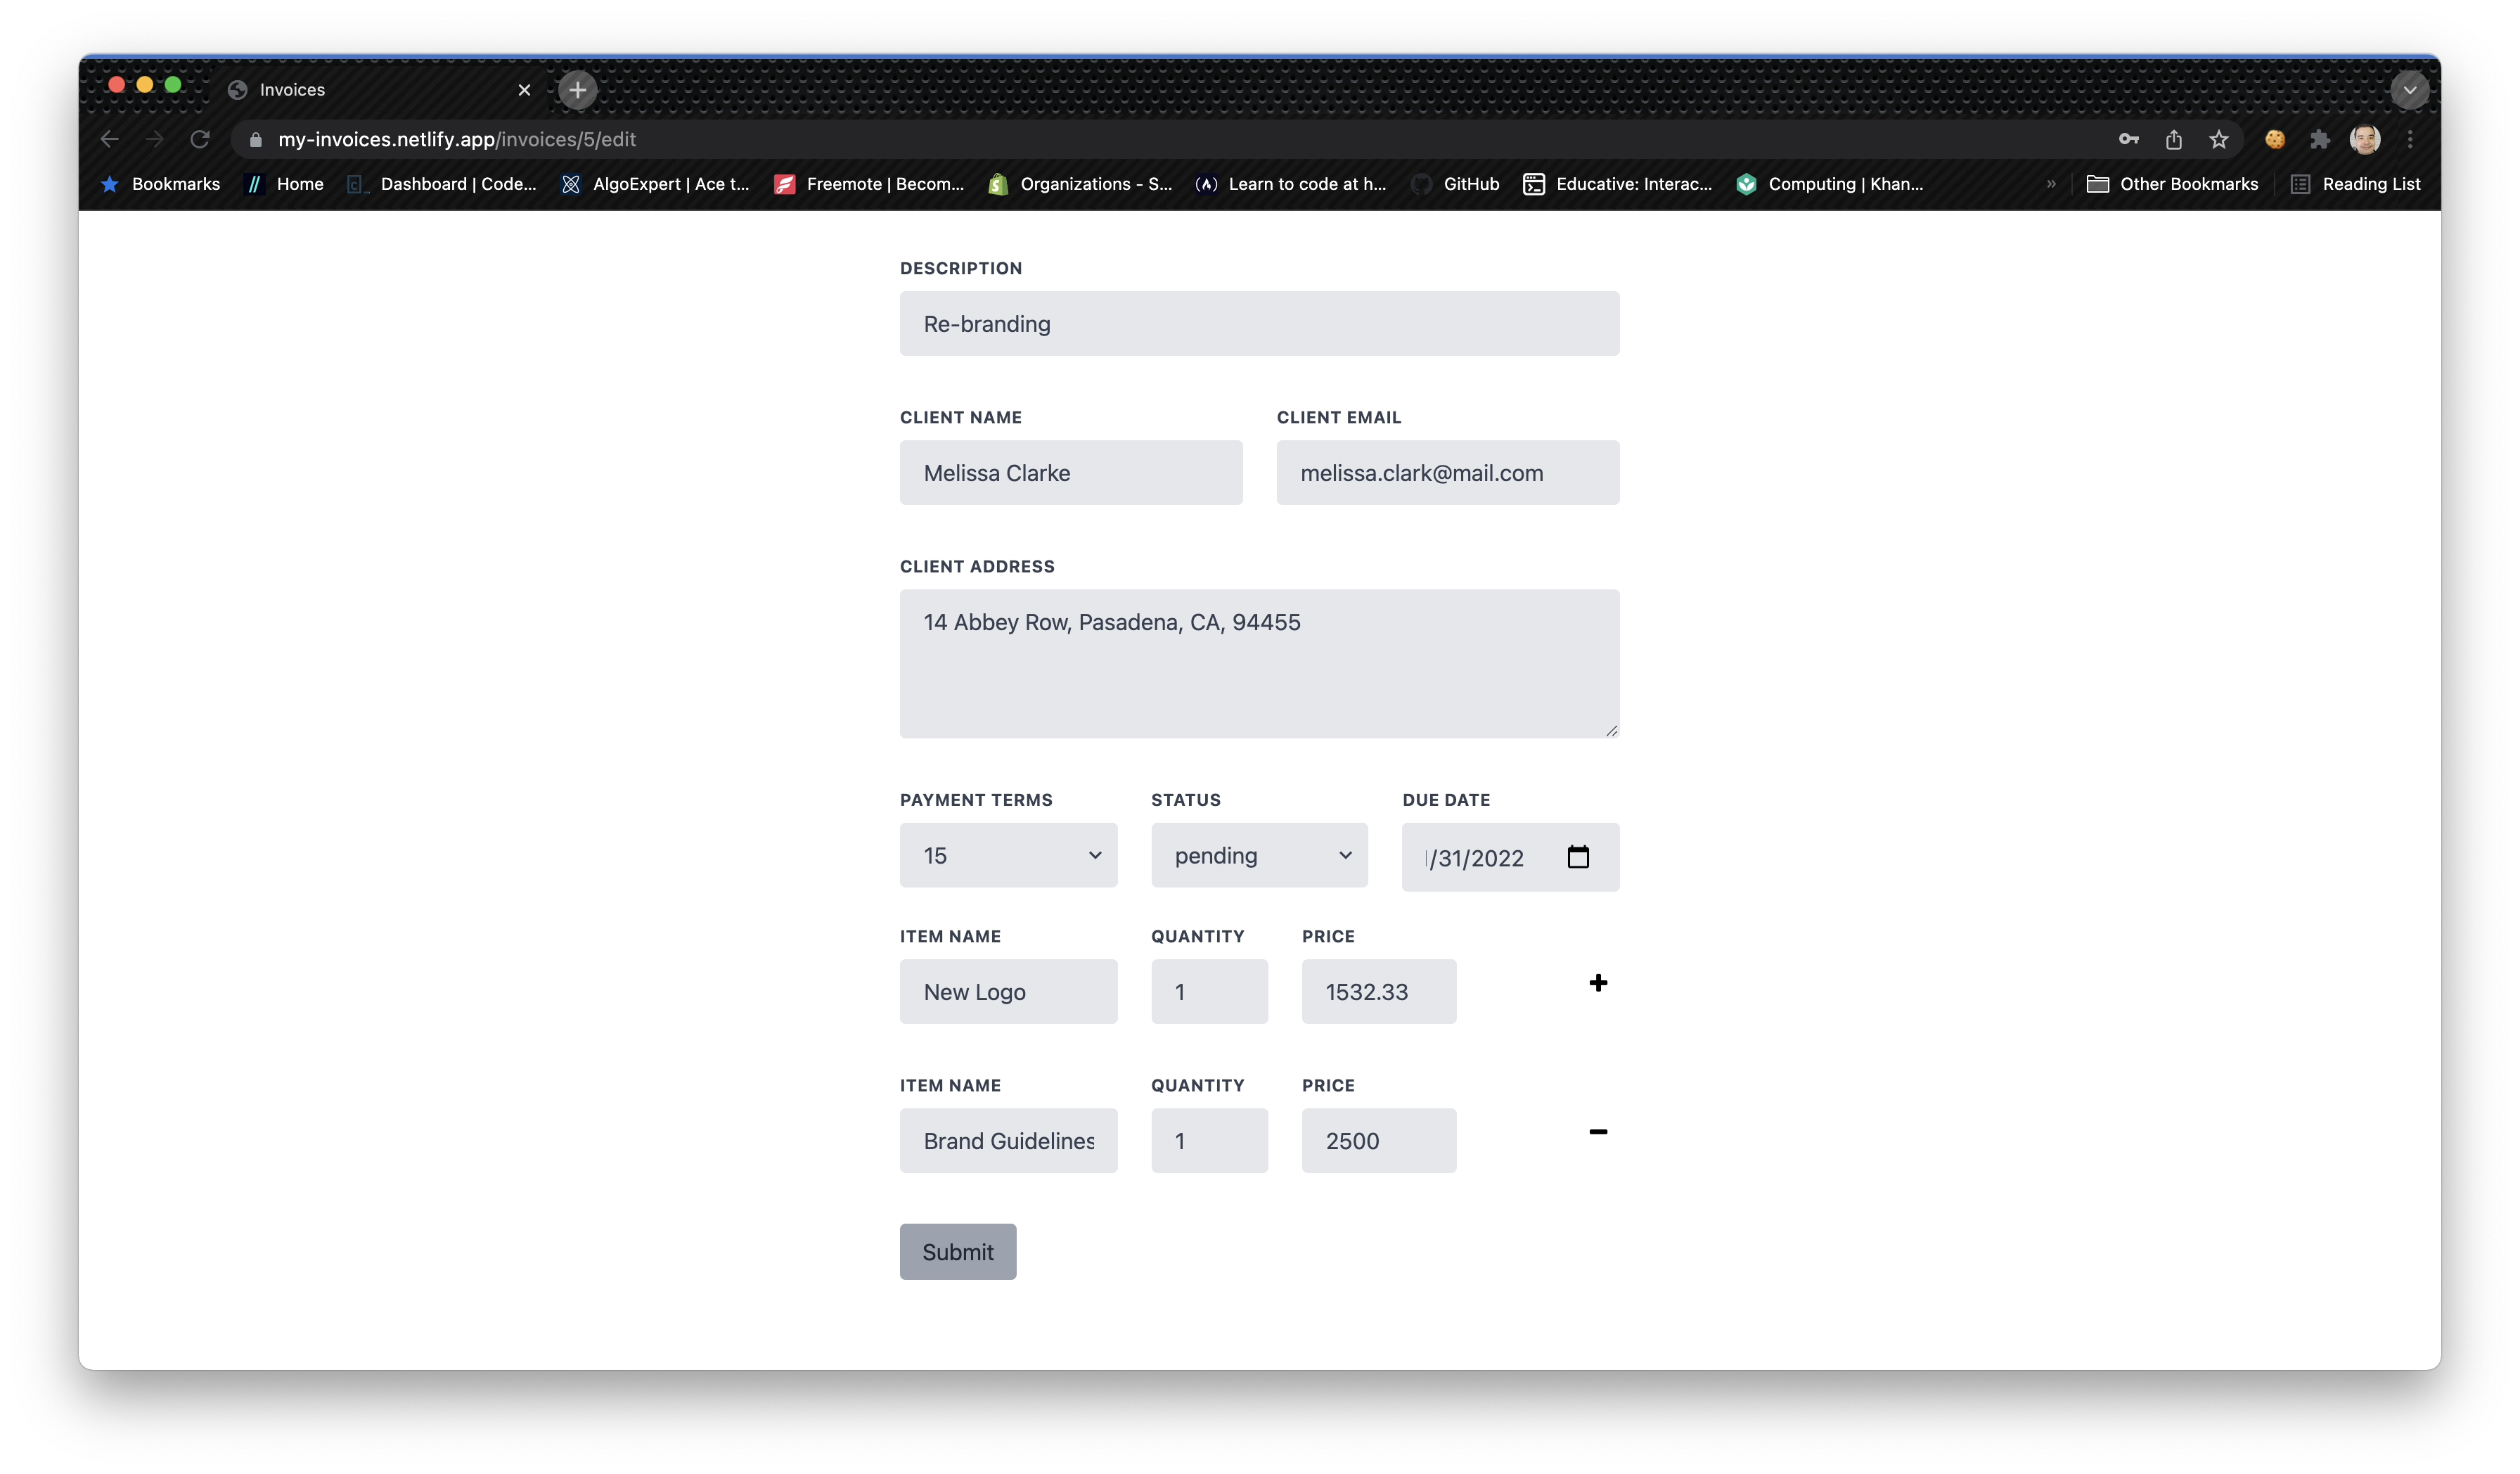 Invoices
my-invoices.netlify.app/invoices/5/edit
Bookmarks Home Dashboard | Code... AlgoExpert | Ace t... Freemote | Becom... Organizations - S... Learn to code at h... GitHub Educative: Interac... Computing | Khan... » Other Bookmarks Reading List
DESCRIPTION
Re-branding
CLIENT NAME CLIENT EMAIL
Melissa Clarke melissa.clark@mail.com
CLIENT ADDRESS
14 Abbey Row, Pasadena, CA, 94455
PAYMENT TERMS STATUS DUE DATE
15 pending /31/2022
ITEM NAME QUANTITY PRICE
New Logo 1 1532.33
ITEM NAME QUANTITY PRICE
Brand Guidelines 1 2500
Submit